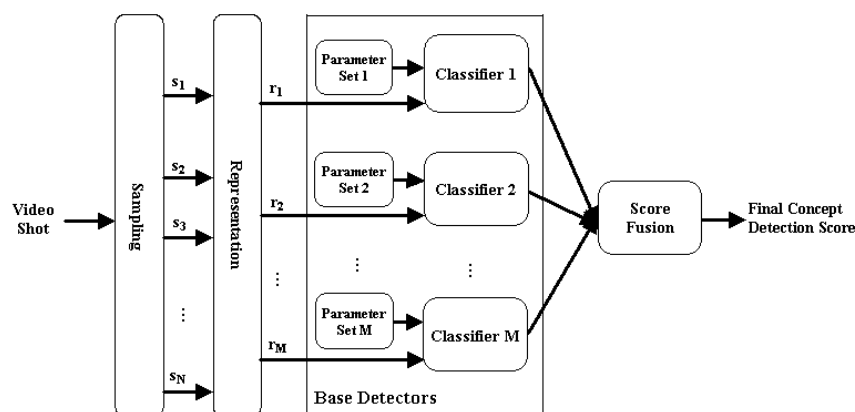 Video
Shot
Sampling
s1
s2
s3
...
sN
Representation
r1
r2
...
rM
Parameter
Set 1
Classifier 1
Parameter
Set 2
Classifier 2
...
...
Parameter
Set M
Classifier M
Base Detectors
Score
Fusion
Final Concept
Detection Score